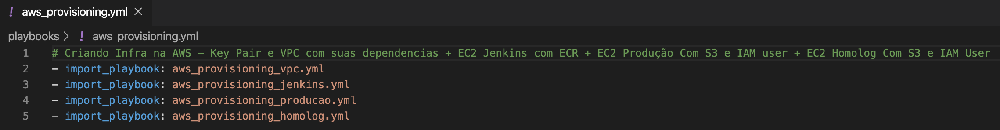 ! aws_provisioning.yml ×
playbooks > ! aws_provisioning.yml
1 # Criando Infra na AWS – Key Pair e VPC com suas dependencias + EC2 Jenkins com ECR + EC2 Produção Com S3 e IAM user + EC2 Homolog Com S3 e IAM User
2 - import_playbook: aws_provisioning_vpc.yml
3 - import_playbook: aws_provisioning_jenkins.yml
4 - import_playbook: aws_provisioning_producao.yml
5 - import_playbook: aws_provisioning_homolog.yml